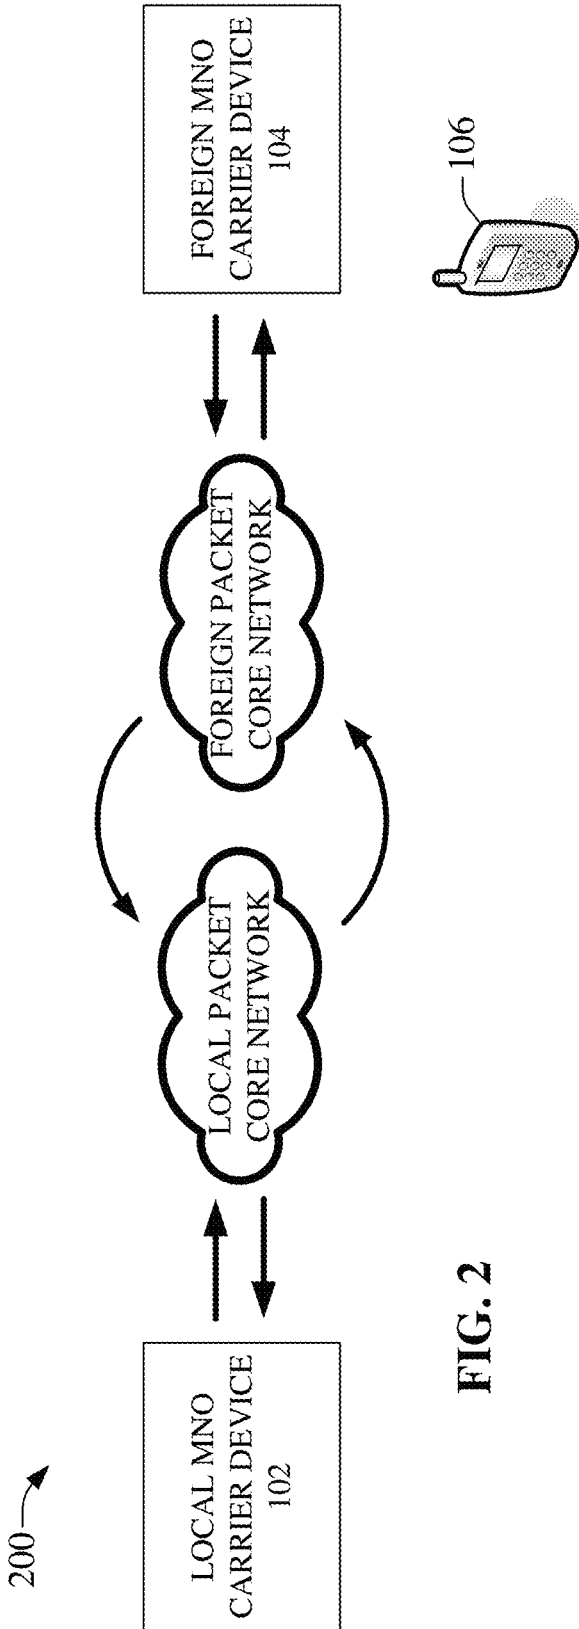 200
LOCAL MNO
CARRIER DEVICE
102
LOCAL PACKET
CORE NETWORK
FOREIGN PACKET
CORE NETWORK
FOREIGN MNO
CARRIER DEVICE
104
106
FIG. 2